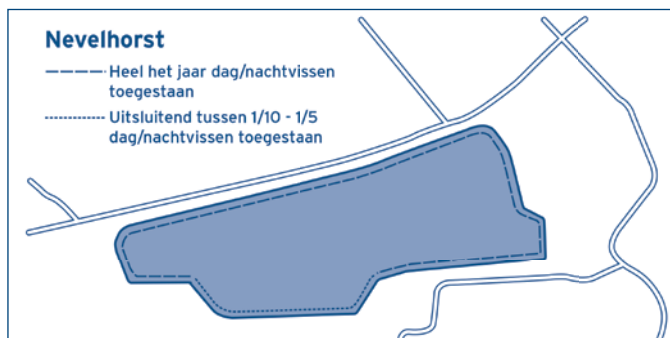 Nevelhorst
Heel het jaar dag/nachtvissen
toegestaan
Uitsluitend tussen 1/10 - 1/5
dag/nachtvissen toegestaan